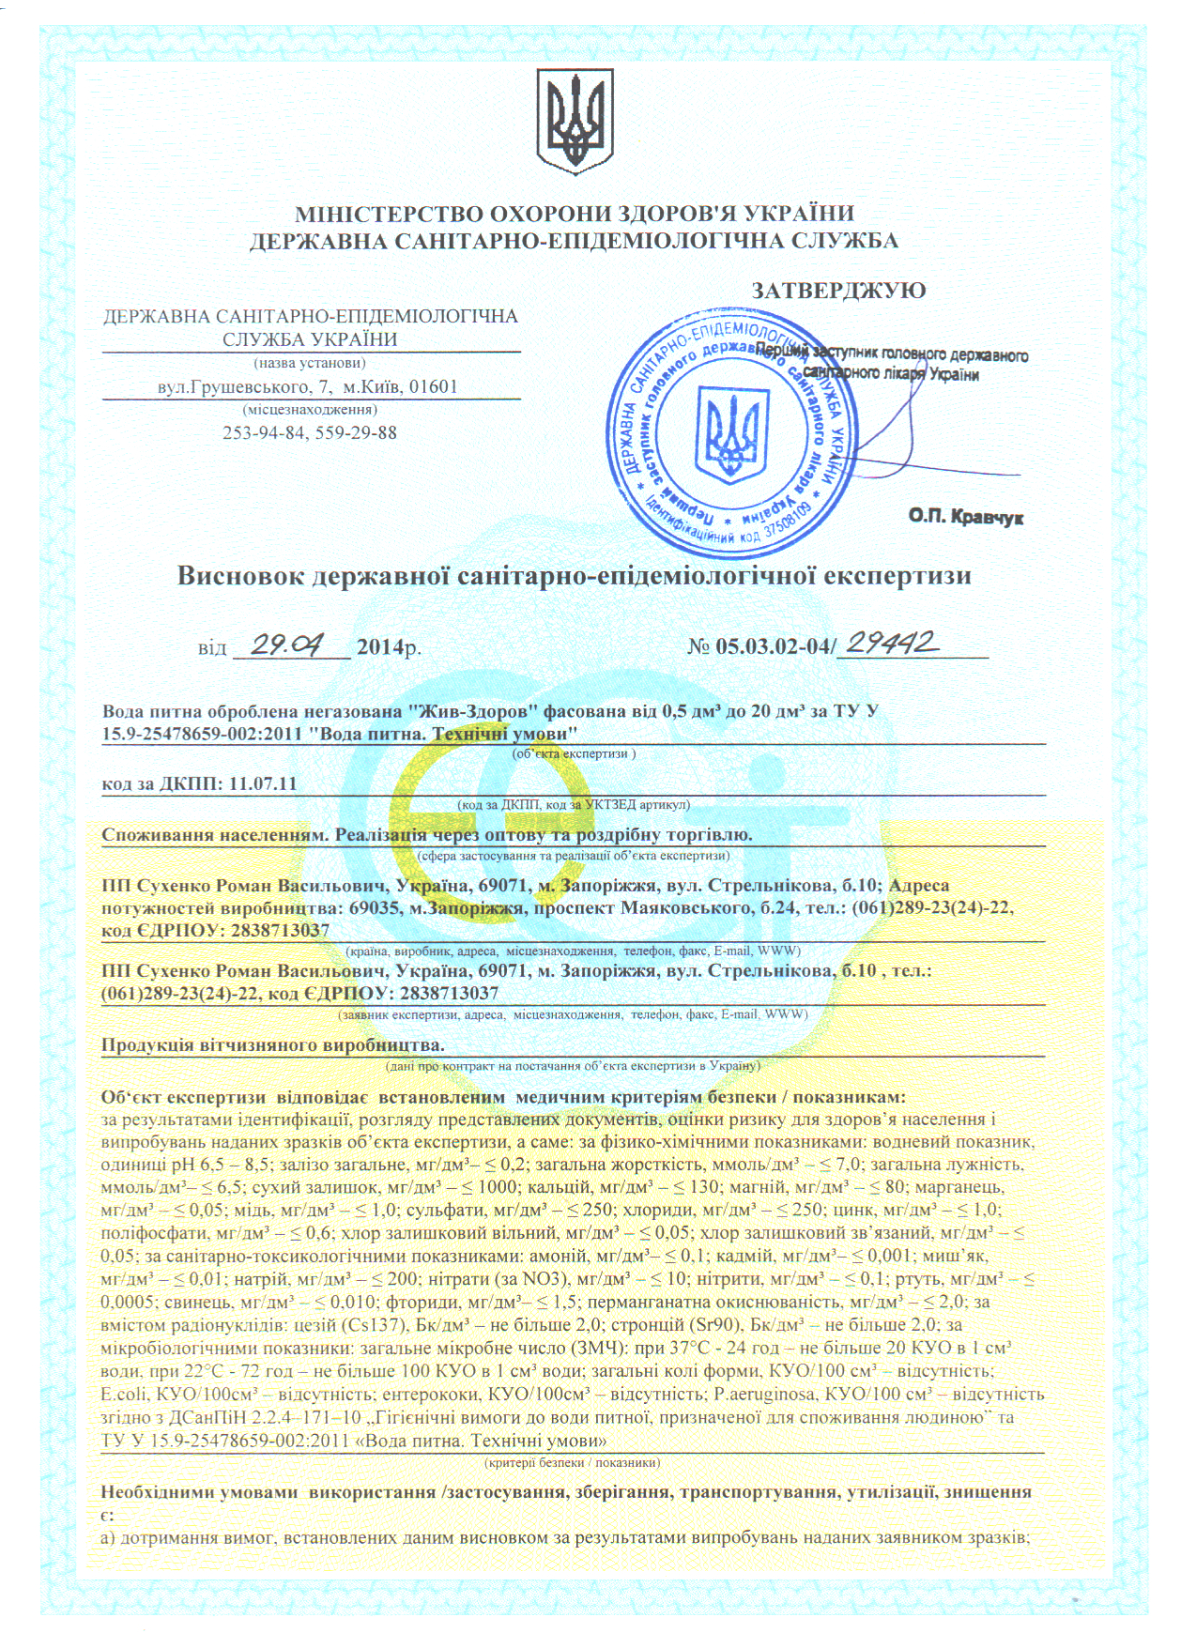 МІНІСТЕРСТВО ОХОРОНИ ЗДОРОВ'Я УКРАЇНИ
ДЕРЖАВНА САНІТАРНО-ЕПІДЕМІОЛОГІЧНА СЛУЖБА
ЗАТВЕРДЖУЮ
ДЕРЖАВНА САНІТАРНО-ЕПІДЕМІОЛОГІЧНА
СЛУЖБА УКРАЇНИ
(назва установи)
вул.Грушевського, 7, м.Київ, 01601
(місцезнаходження)
253-94-84, 559-29-88
Перший заступник головного державного
санітарного лікаря України
* ДЕРЖАВНА САНІТАРНО-ЕПІДЕМІОЛОГІЧНА СЛУЖБА УКРАЇНИ *
Ідентифікаційний код 37508109
* Перший заступник головного державного санітарного лікаря України
О.П. Кравчук
Висновок державної санітарно-епідеміологічної експертизи
від 29.04 2014р.
№ 05.03.02-04/ 29442
Вода питна оброблена негазована "Жив-Здоров" фасована від 0,5 дм³ до 20 дм³ за ТУ У
15.9-25478659-002:2011 "Вода питна. Технічні умови"
(об’єкта експертизи )
код за ДКПП: 11.07.11
(код за ДКПП, код за УКТЗЕД артикул)
Споживання населенням. Реалізація через оптову та роздрібну торгівлю.
(сфера застосування та реалізації об’єкта експертизи)
ПП Сухенко Роман Васильович, Україна, 69071, м. Запоріжжя, вул. Стрельнікова, б.10; Адреса
потужностей виробництва: 69035, м.Запоріжжя, проспект Маяковського, б.24, тел.: (061)289-23(24)-22,
код ЄДРПОУ: 2838713037
(країна, виробник, адреса, місцезнаходження, телефон, факс, E-mail, WWW)
ПП Сухенко Роман Васильович, Україна, 69071, м. Запоріжжя, вул. Стрельнікова, б.10 , тел.:
(061)289-23(24)-22, код ЄДРПОУ: 2838713037
(заявник експертизи, адреса, місцезнаходження, телефон, факс, E-mail, WWW)
Продукція вітчизняного виробництва.
(дані про контракт на постачання об’єкта експертизи в Україну)
Об‘єкт експертизи відповідає встановленим медичним критеріям безпеки / показникам:
за результатами ідентифікації, розгляду представлених документів, оцінки ризику для здоров’я населення і
випробувань наданих зразків об’єкта експертизи, а саме: за фізико-хімічними показниками: водневий показник,
одиниці рН 6,5 – 8,5; залізо загальне, мг/дм³– ≤ 0,2; загальна жорсткість, ммоль/дм³ – ≤ 7,0; загальна лужність,
ммоль/дм³– ≤ 6,5; сухий залишок, мг/дм³ – ≤ 1000; кальцій, мг/дм³ – ≤ 130; магній, мг/дм³ – ≤ 80; марганець,
мг/дм³ – ≤ 0,05; мідь, мг/дм³ – ≤ 1,0; сульфати, мг/дм³ – ≤ 250; хлориди, мг/дм³ – ≤ 250; цинк, мг/дм³ – ≤ 1,0;
поліфосфати, мг/дм³ – ≤ 0,6; хлор залишковий вільний, мг/дм³ – ≤ 0,05; хлор залишковий зв’язаний, мг/дм³ – ≤
0,05; за санітарно-токсикологічними показниками: амоній, мг/дм³– ≤ 0,1; кадмій, мг/дм³– ≤ 0,001; миш’як,
мг/дм³ – ≤ 0,01; натрій, мг/дм³ – ≤ 200; нітрати (за NO3), мг/дм³ – ≤ 10; нітрити, мг/дм³ – ≤ 0,1; ртуть, мг/дм³ – ≤
0,0005; свинець, мг/дм³ – ≤ 0,010; фториди, мг/дм³– ≤ 1,5; перманганатна окиснюваність, мг/дм³ – ≤ 2,0; за
вмістом радіонуклідів: цезій (Cs137), Бк/дм³ – не більше 2,0; стронцій (Sr90), Бк/дм³ – не більше 2,0; за
мікробіологічними показники: загальне мікробне число (ЗМЧ): при 37°С - 24 год – не більше 20 КУО в 1 см³
води, при 22°С - 72 год – не більше 100 КУО в 1 см³ води; загальні колі форми, КУО/100 см³ – відсутність;
E.coli, КУО/100см³ – відсутність; ентерококи, КУО/100см³ – відсутність; P.aeruginosa, КУО/100 см³ – відсутність
згідно з ДСанПіН 2.2.4–171–10 „Гігієнічні вимоги до води питної, призначеної для споживання людиною” та
ТУ У 15.9-25478659-002:2011 «Вода питна. Технічні умови»
(критерії безпеки / показники)
Необхідними умовами використання /застосування, зберігання, транспортування, утилізації, знищення
є:
а) дотримання вимог, встановлених даним висновком за результатами випробувань наданих заявником зразків;